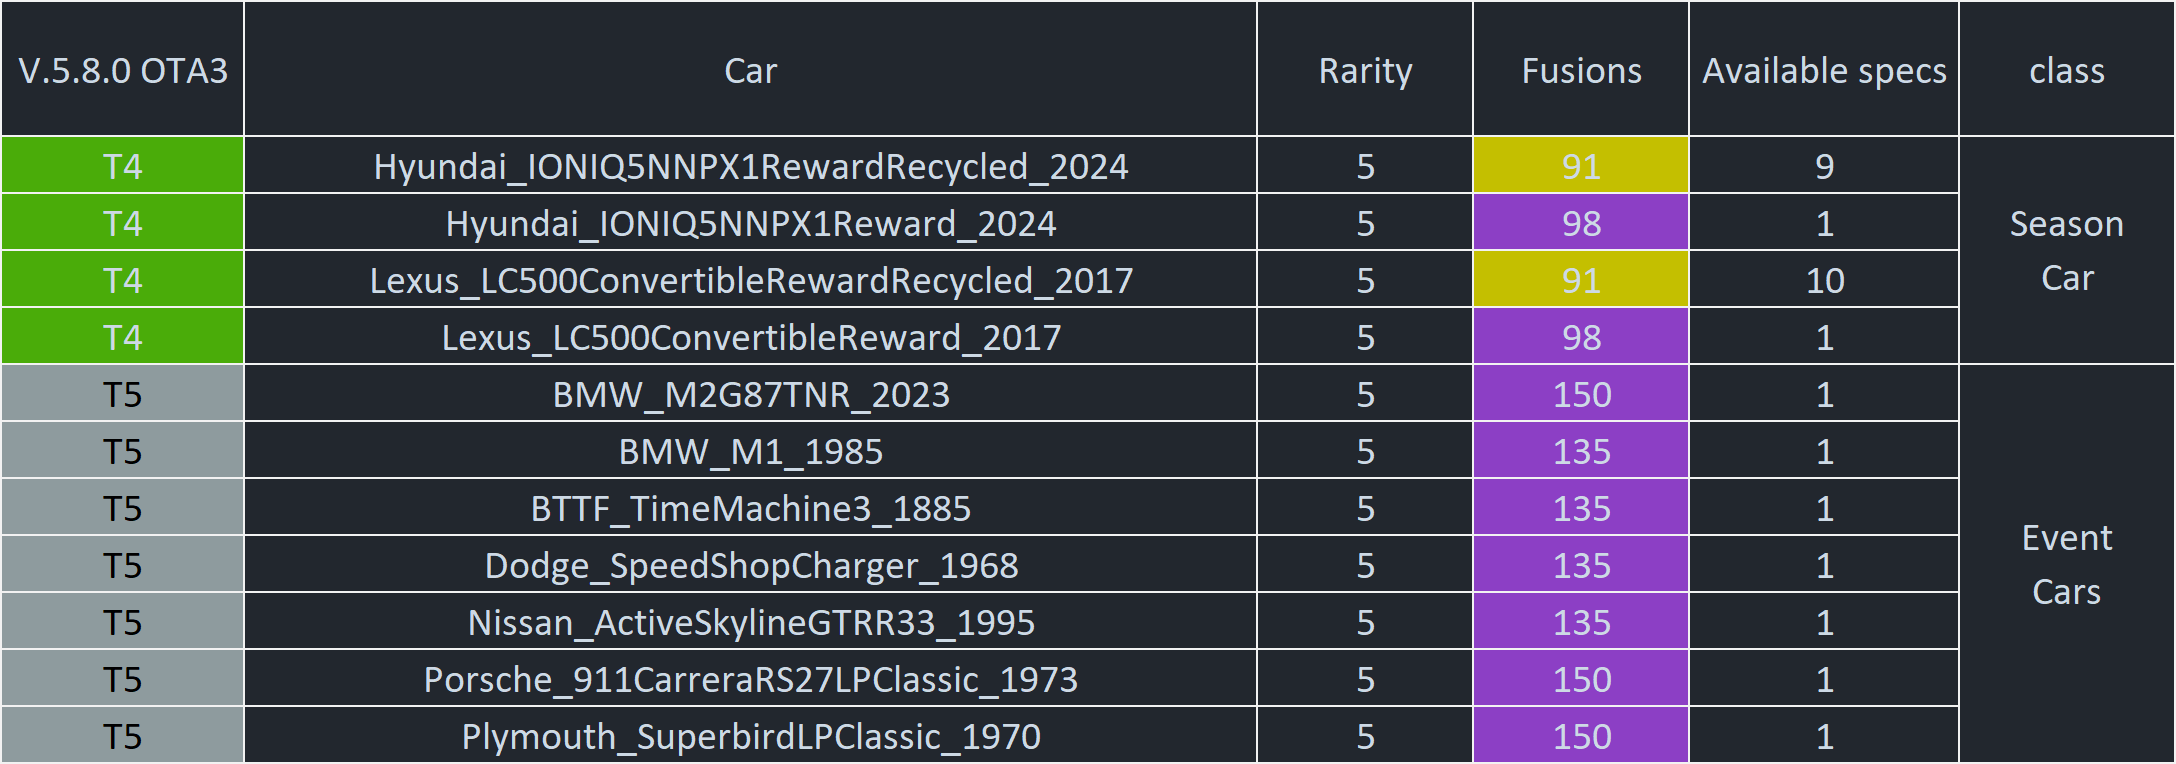 V.5.8.0 OTA3 Car Rarity Fusions Available specs class
T4 Hyundai_IONIQ5NNPX1RewardRecycled_2024 5 91 9
T4 Hyundai_IONIQ5NNPX1Reward_2024 5 98 1
Season
Car
T4 Lexus_LC500ConvertibleRewardRecycled_2017 5 91 10
T4 Lexus_LC500ConvertibleReward_2017 5 98 1
T5 BMW_M2G87TNR_2023 5 150 1
T5 BMW_M1_1985 5 135 1
T5 BTTF_TimeMachine3_1885 5 135 1
Event
Cars
T5 Dodge_SpeedShopCharger_1968 5 135 1
T5 Nissan_ActiveSkylineGTRR33_1995 5 135 1
T5 Porsche_911CarreraRS27LPClassic_1973 5 150 1
T5 Plymouth_SuperbirdLPClassic_1970 5 150 1